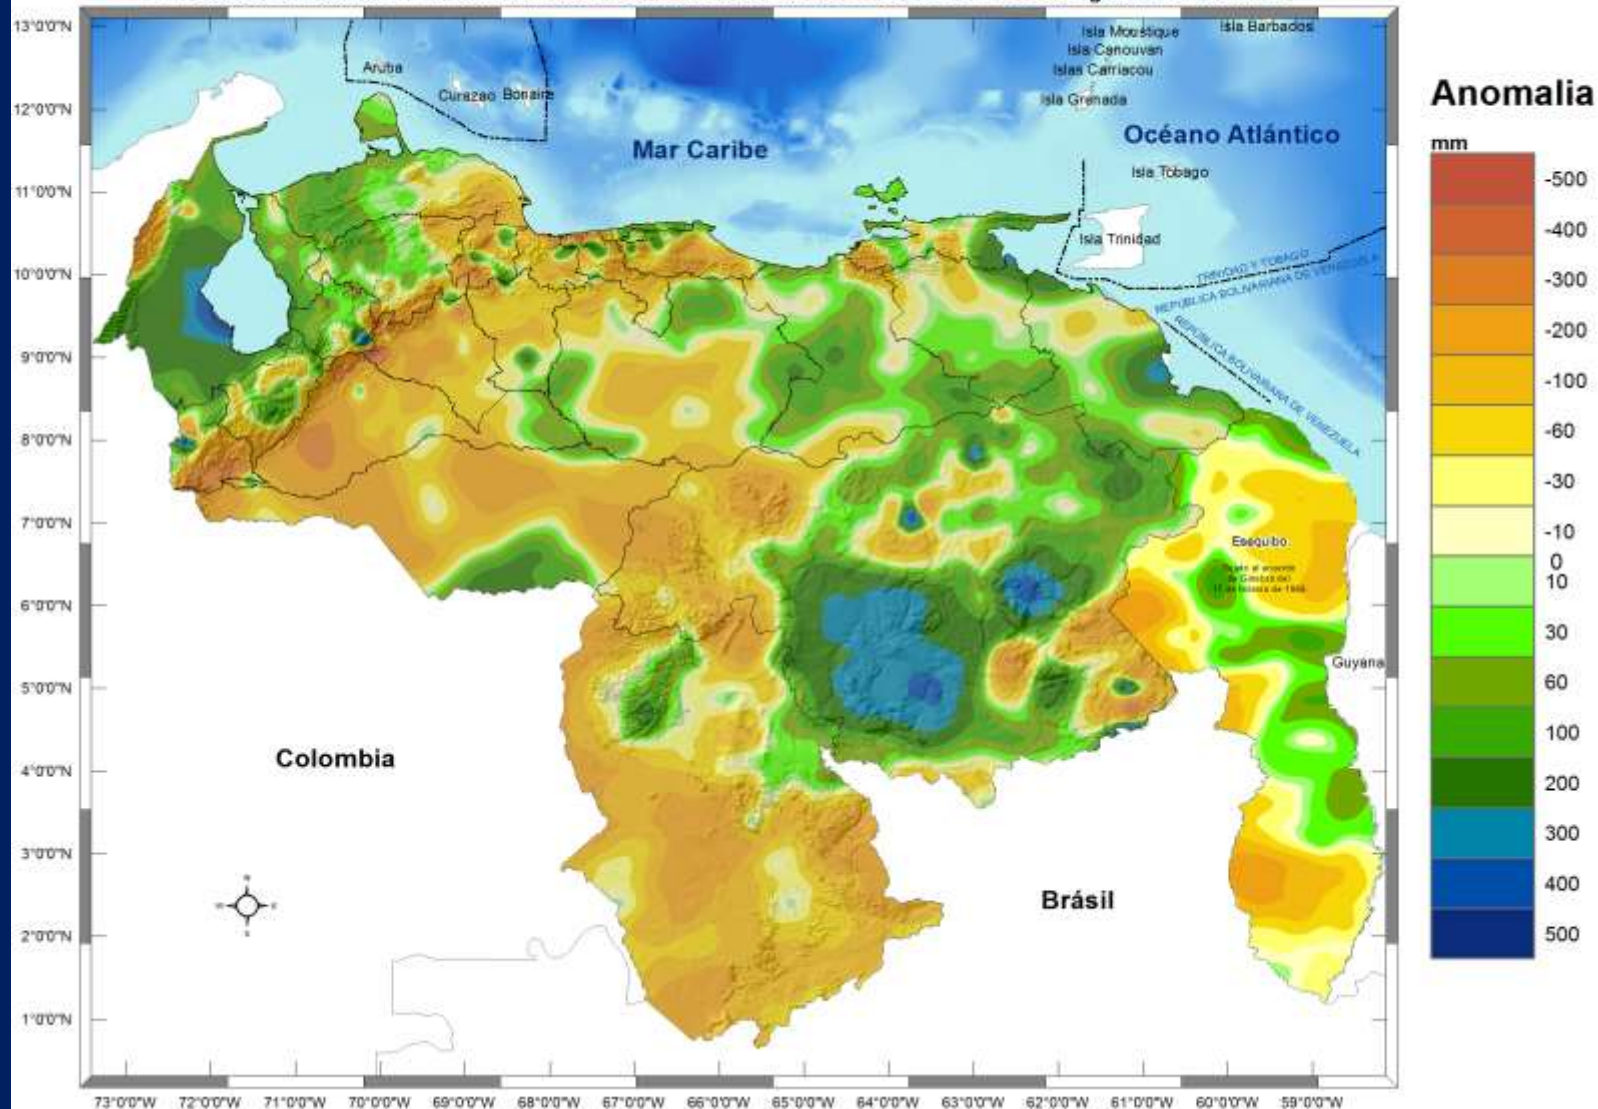 13°0'0"N
12°0'0"N
11°0'0"N
10°0'0"N
9°0'0"N
8°0'0"N
7°0'0"N
6°0'0"N
5°0'0"N
4°0'0"N
3°0'0"N
2°0'0"N
1°0'0"N
Aruba
Curazao Bonaire
Mar Caribe
Isla Moustique
Isla Barbados
Isla Canouvan
Islas Carriacou
Isla Grenada
Océano Atlántico
Isla Tobago
Isla Trinidad
TRINIDAD Y TOBAGO
REPÚBLICA BOLIVARIANA DE VENEZUELA
REPÚBLICA BOLIVARIANA DE VENEZUELA
Esequibo
Guyana
Colombia
Brásil
N
W
E
S
73°0'0"W 72°0'0"W 71°0'0"W 70°0'0"W 69°0'0"W 68°0'0"W 67°0'0"W 66°0'0"W 65°0'0"W 64°0'0"W 63°0'0"W 62°0'0"W 61°0'0"W 60°0'0"W 59°0'0"W
Anomalia
mm
-500
-400
-300
-200
-100
-60
-30
-10
0
10
30
60
100
200
300
400
500